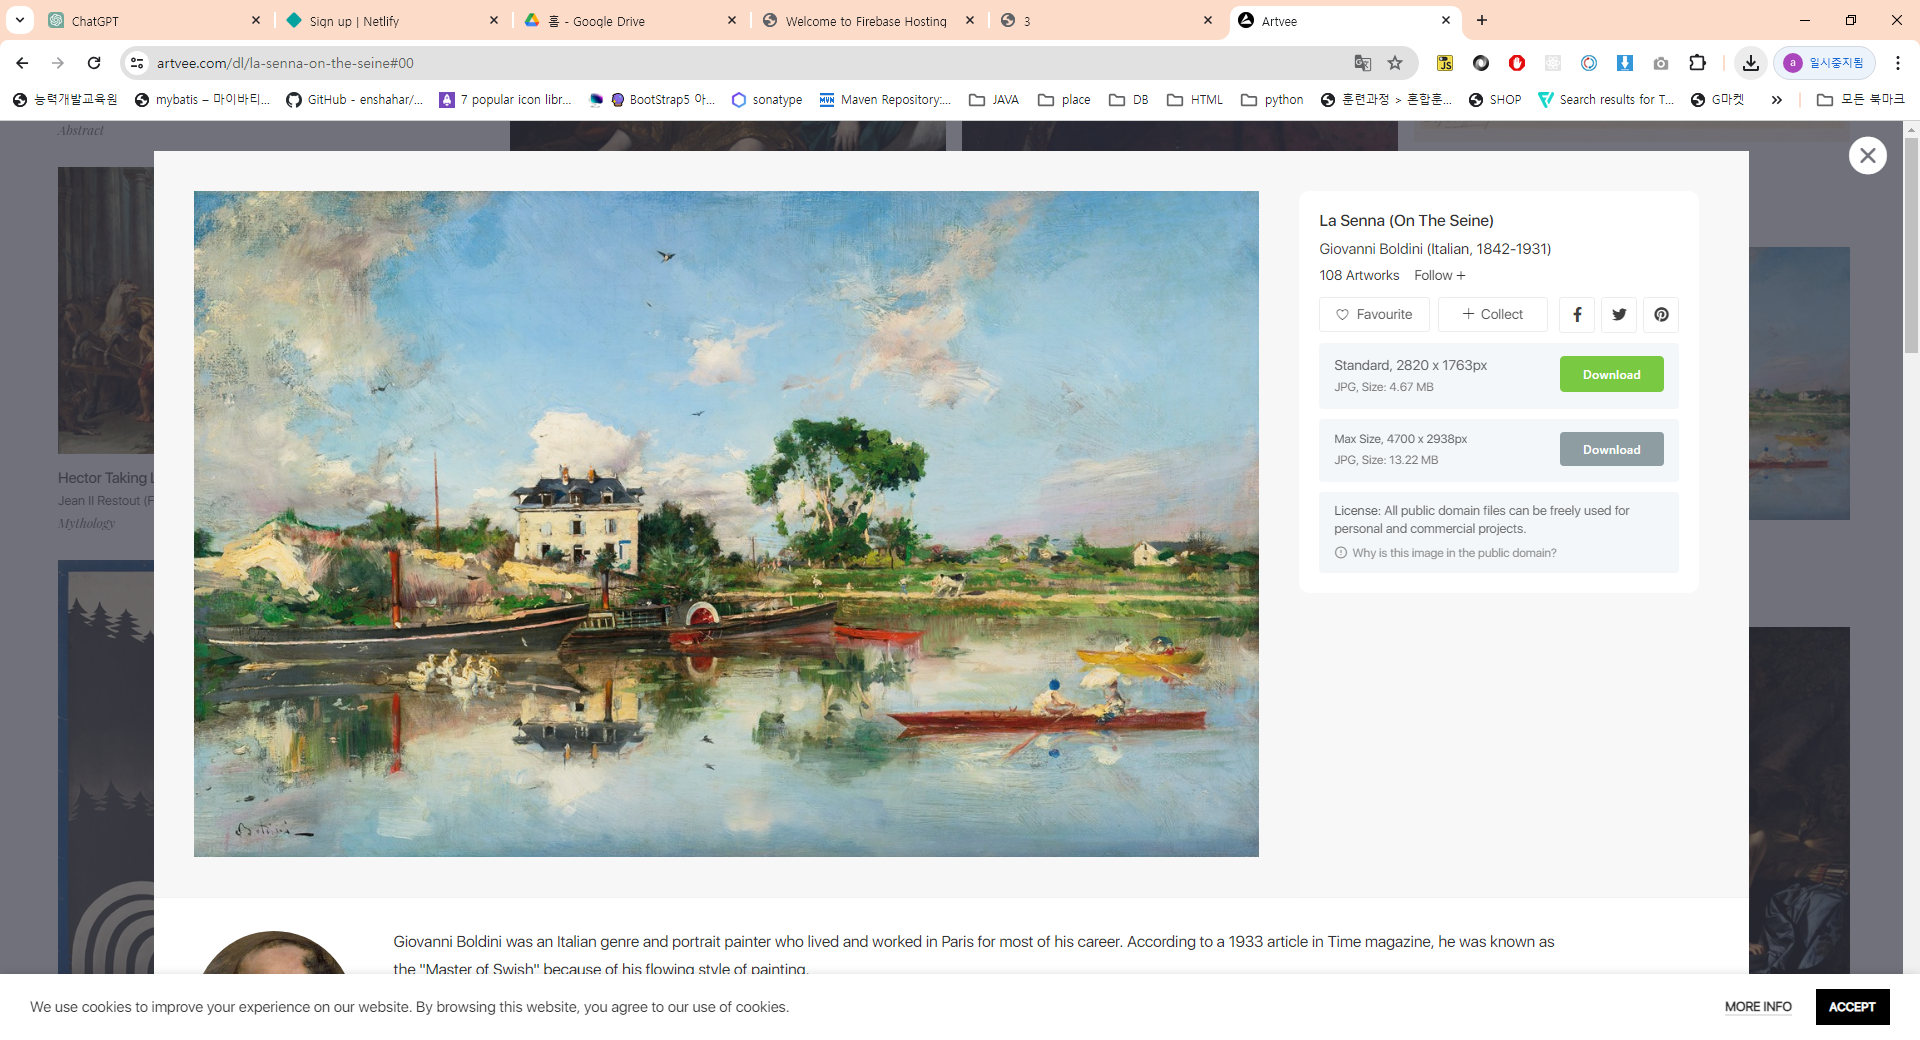 ChatGPT
Sign up | Netlify
홈 - Google Drive
Welcome to Firebase Hosting
3
Artvee
artvee.com/dl/la-senna-on-the-seine#00
일시중지됨
능력개발교육원
mybatis – 마이바티...
GitHub - enshahar/...
7 popular icon libr...
BootStrap5 아...
sonatype
Maven Repository:...
JAVA
place
DB
HTML
python
훈련과정 > 혼합훈...
SHOP
Search results for T...
G마켓
모든 북마크
Abstract
Hector Taking L
Jean II Restout (F
Mythology
La Senna (On The Seine)
Giovanni Boldini (Italian, 1842-1931)
108 Artworks Follow +
Favourite
+ Collect
Standard, 2820 x 1763px
JPG, Size: 4.67 MB
Download
Max Size, 4700 x 2938px
JPG, Size: 13.22 MB
Download
License: All public domain files can be freely used for
personal and commercial projects.
Why is this image in the public domain?
Boldini
Giovanni Boldini was an Italian genre and portrait painter who lived and worked in Paris for most of his career. According to a 1933 article in Time magazine, he was known as
the "Master of Swish" because of his flowing style of painting.
We use cookies to improve your experience on our website. By browsing this website, you agree to our use of cookies.
MORE INFO
ACCEPT